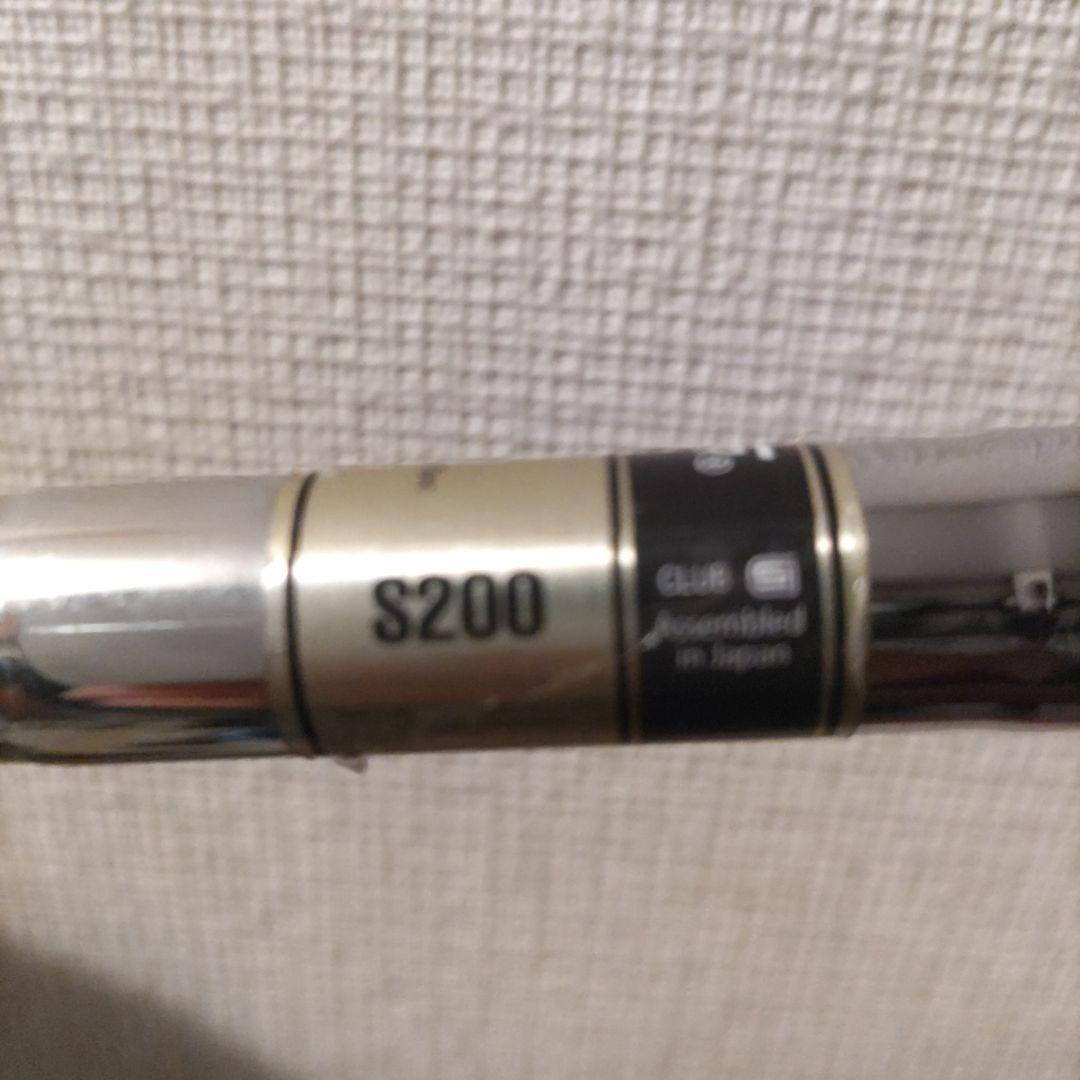 S200
CLUB
Assembled
in Japan